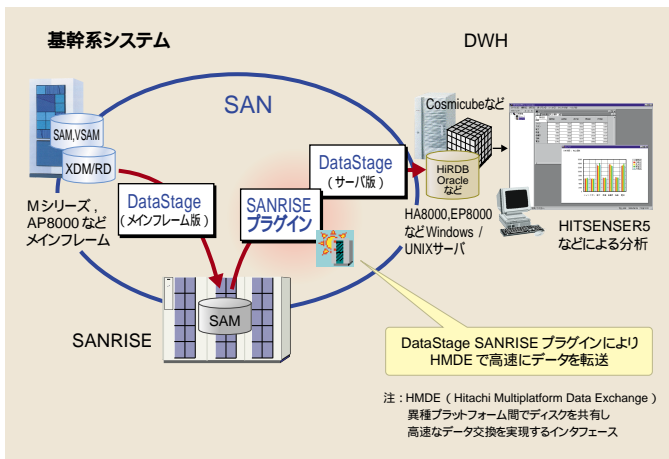 基幹系システム
DWH
SAN
SAM,VSAM
XDM/RD
Mシリーズ,
AP8000など
メインフレーム
DataStage
(メインフレーム版)
SANRISE
プラグイン
DataStage
(サーバ版)
Cosmicubeなど
HiRDB
Oracle
など
HA8000,EP8000
などWindows /
UNIXサーバ
HITSENSER5
などによる分析
SAM
SANRISE
DataStage SANRISE プラグインにより
HMDE で高速にデータを転送
注:HMDE(Hitachi Multiplatform Data Exchange)
異種プラットフォーム間でディスクを共有し
高速なデータ交換を実現するインタフェース